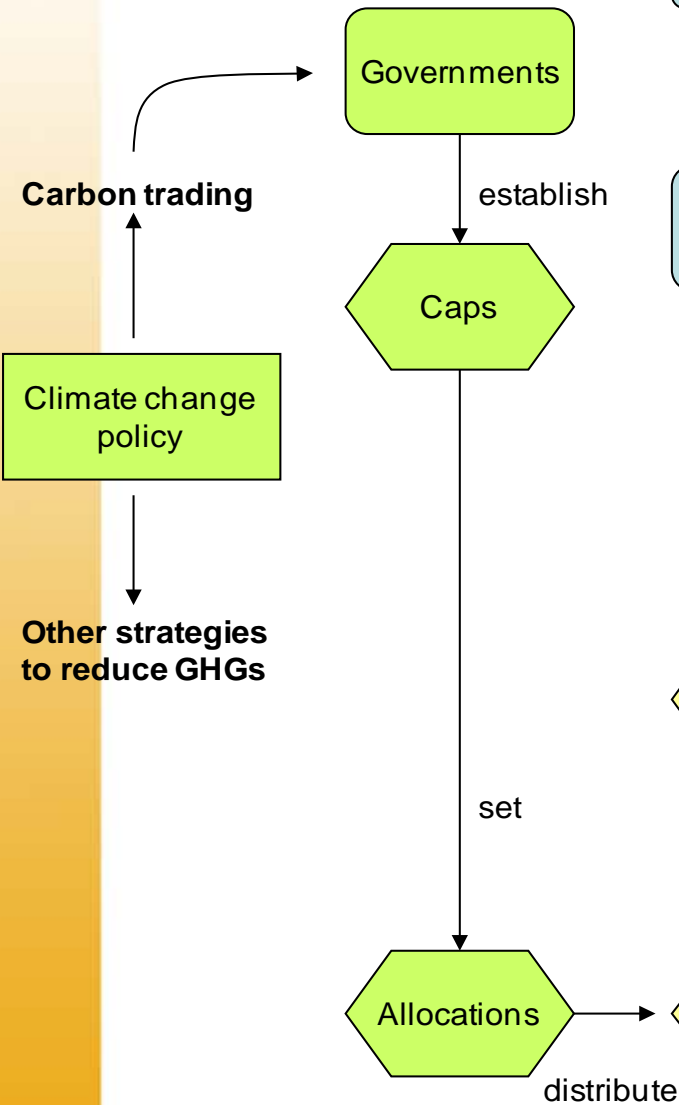 Governments
Carbon trading
establish
Caps
Climate change
policy
Other strategies
to reduce GHGs
set
Allocations
distribute